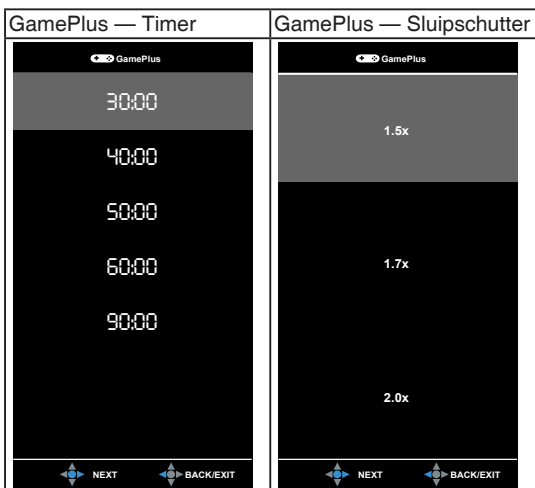 GamePlus — Timer
GamePlus
30:00
40:00
50:00
60:00
90:00
NEXT BACK/EXIT
GamePlus — Sluipschutter
GamePlus
1.5x
1.7x
2.0x
NEXT BACK/EXIT